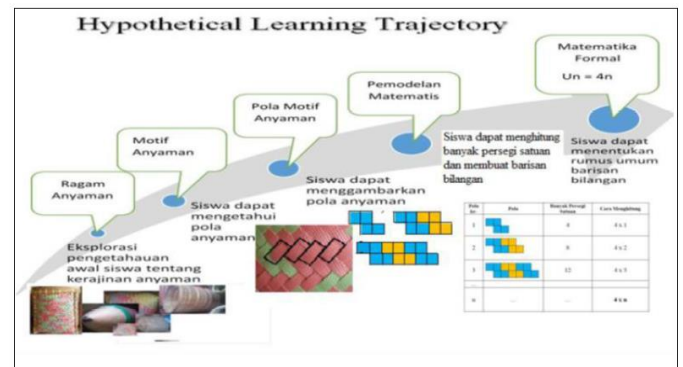 Hypothetical Learning Trajectory
Ragam
Anyaman
Eksplorasi
pengetahauan
awal siswa tentang
kerajinan anyaman
Motif
Anyaman
Siswa dapat
mengetahui
pola
anyaman
Pola Motif
Anyaman
Siswa dapat
menggambarkan
pola anyaman
Pemodelan
Matematis
Siswa dapat menghitung
banyak persegi satuan
dan membuat barisan
bilangan
Matematika
Formal
Un = 4n
Siswa dapat
menentukan
rumus umum
barisan
bilangan
Pola ke- Pola Banyak Persegi Satuan Cara Menghitung
1 4 4 x 1
2 8 4 x 2
3 12 4 x 3
... ... ...
n ... ... 4 x n